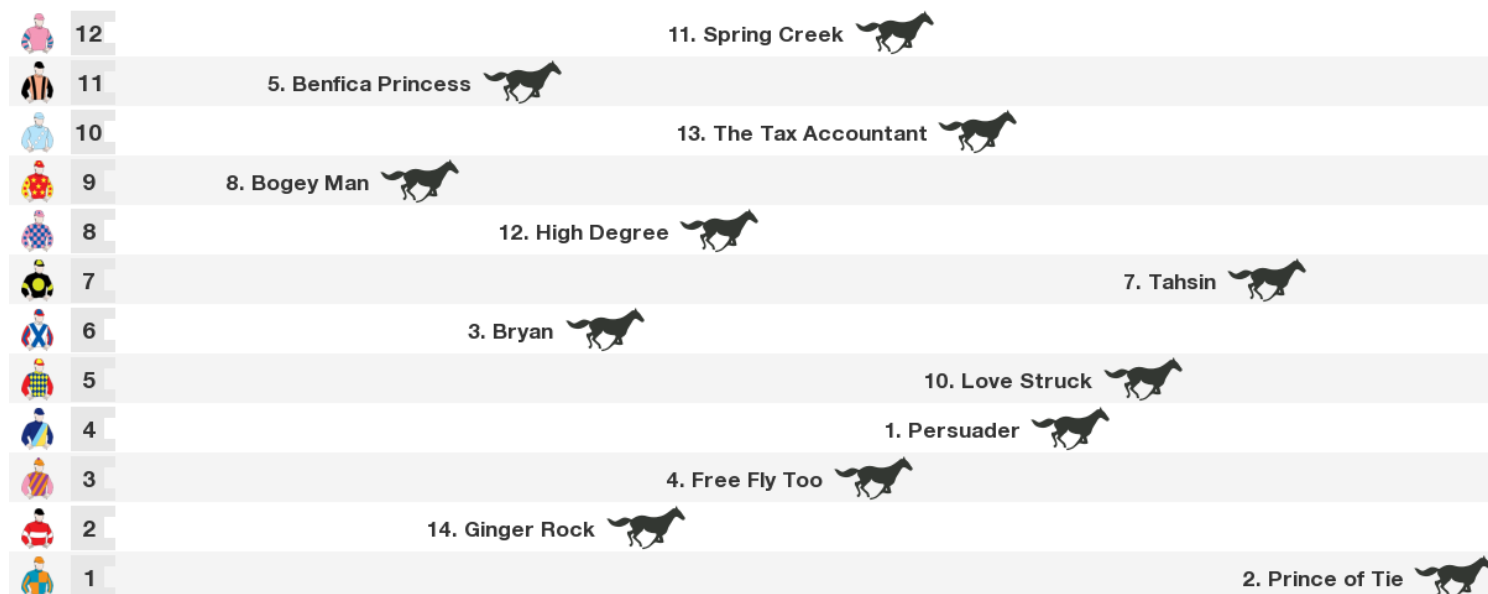 12 11. Spring Creek
11 5. Benfica Princess
10 13. The Tax Accountant
9 8. Bogey Man
8 12. High Degree
7 7. Tahsin
6 3. Bryan
5 10. Love Struck
4 1. Persuader
3 4. Free Fly Too
2 14. Ginger Rock
1 2. Prince of Tie